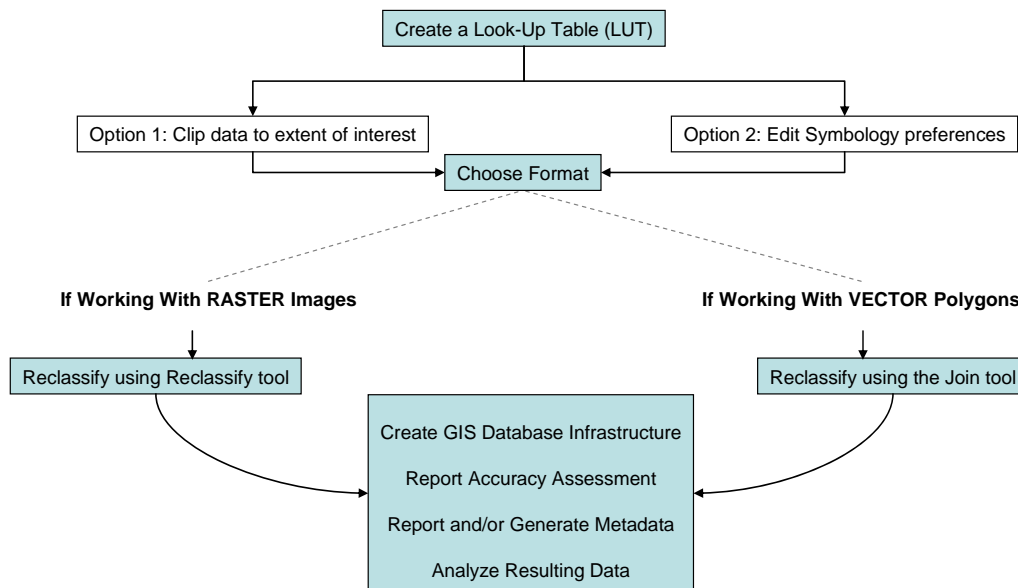 Create a Look-Up Table (LUT)
Option 1: Clip data to extent of interest
Option 2: Edit Symbology preferences
Choose Format
If Working With RASTER Images
If Working With VECTOR Polygons
Reclassify using Reclassify tool
Reclassify using the Join tool
Create GIS Database Infrastructure
Report Accuracy Assessment
Report and/or Generate Metadata
Analyze Resulting Data